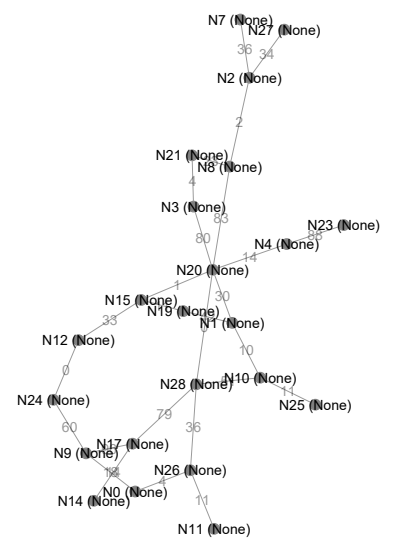 N7 (None)
N27 (None)
36
34
N2 (None)
2
N21 (None)
N8 (None)
4
N3 (None)
83
N23 (None)
80
88
N4 (None)
14
N20 (None)
1
30
N15 (None)
N19 (None)
33
N1 (None)
N12 (None)
10
0
N10 (None)
N28 (None)
11
N24 (None)
N25 (None)
79
60
36
N17 (None)
N9 (None)
N26 (None)
4
N0 (None)
N14 (None)
11
N11 (None)